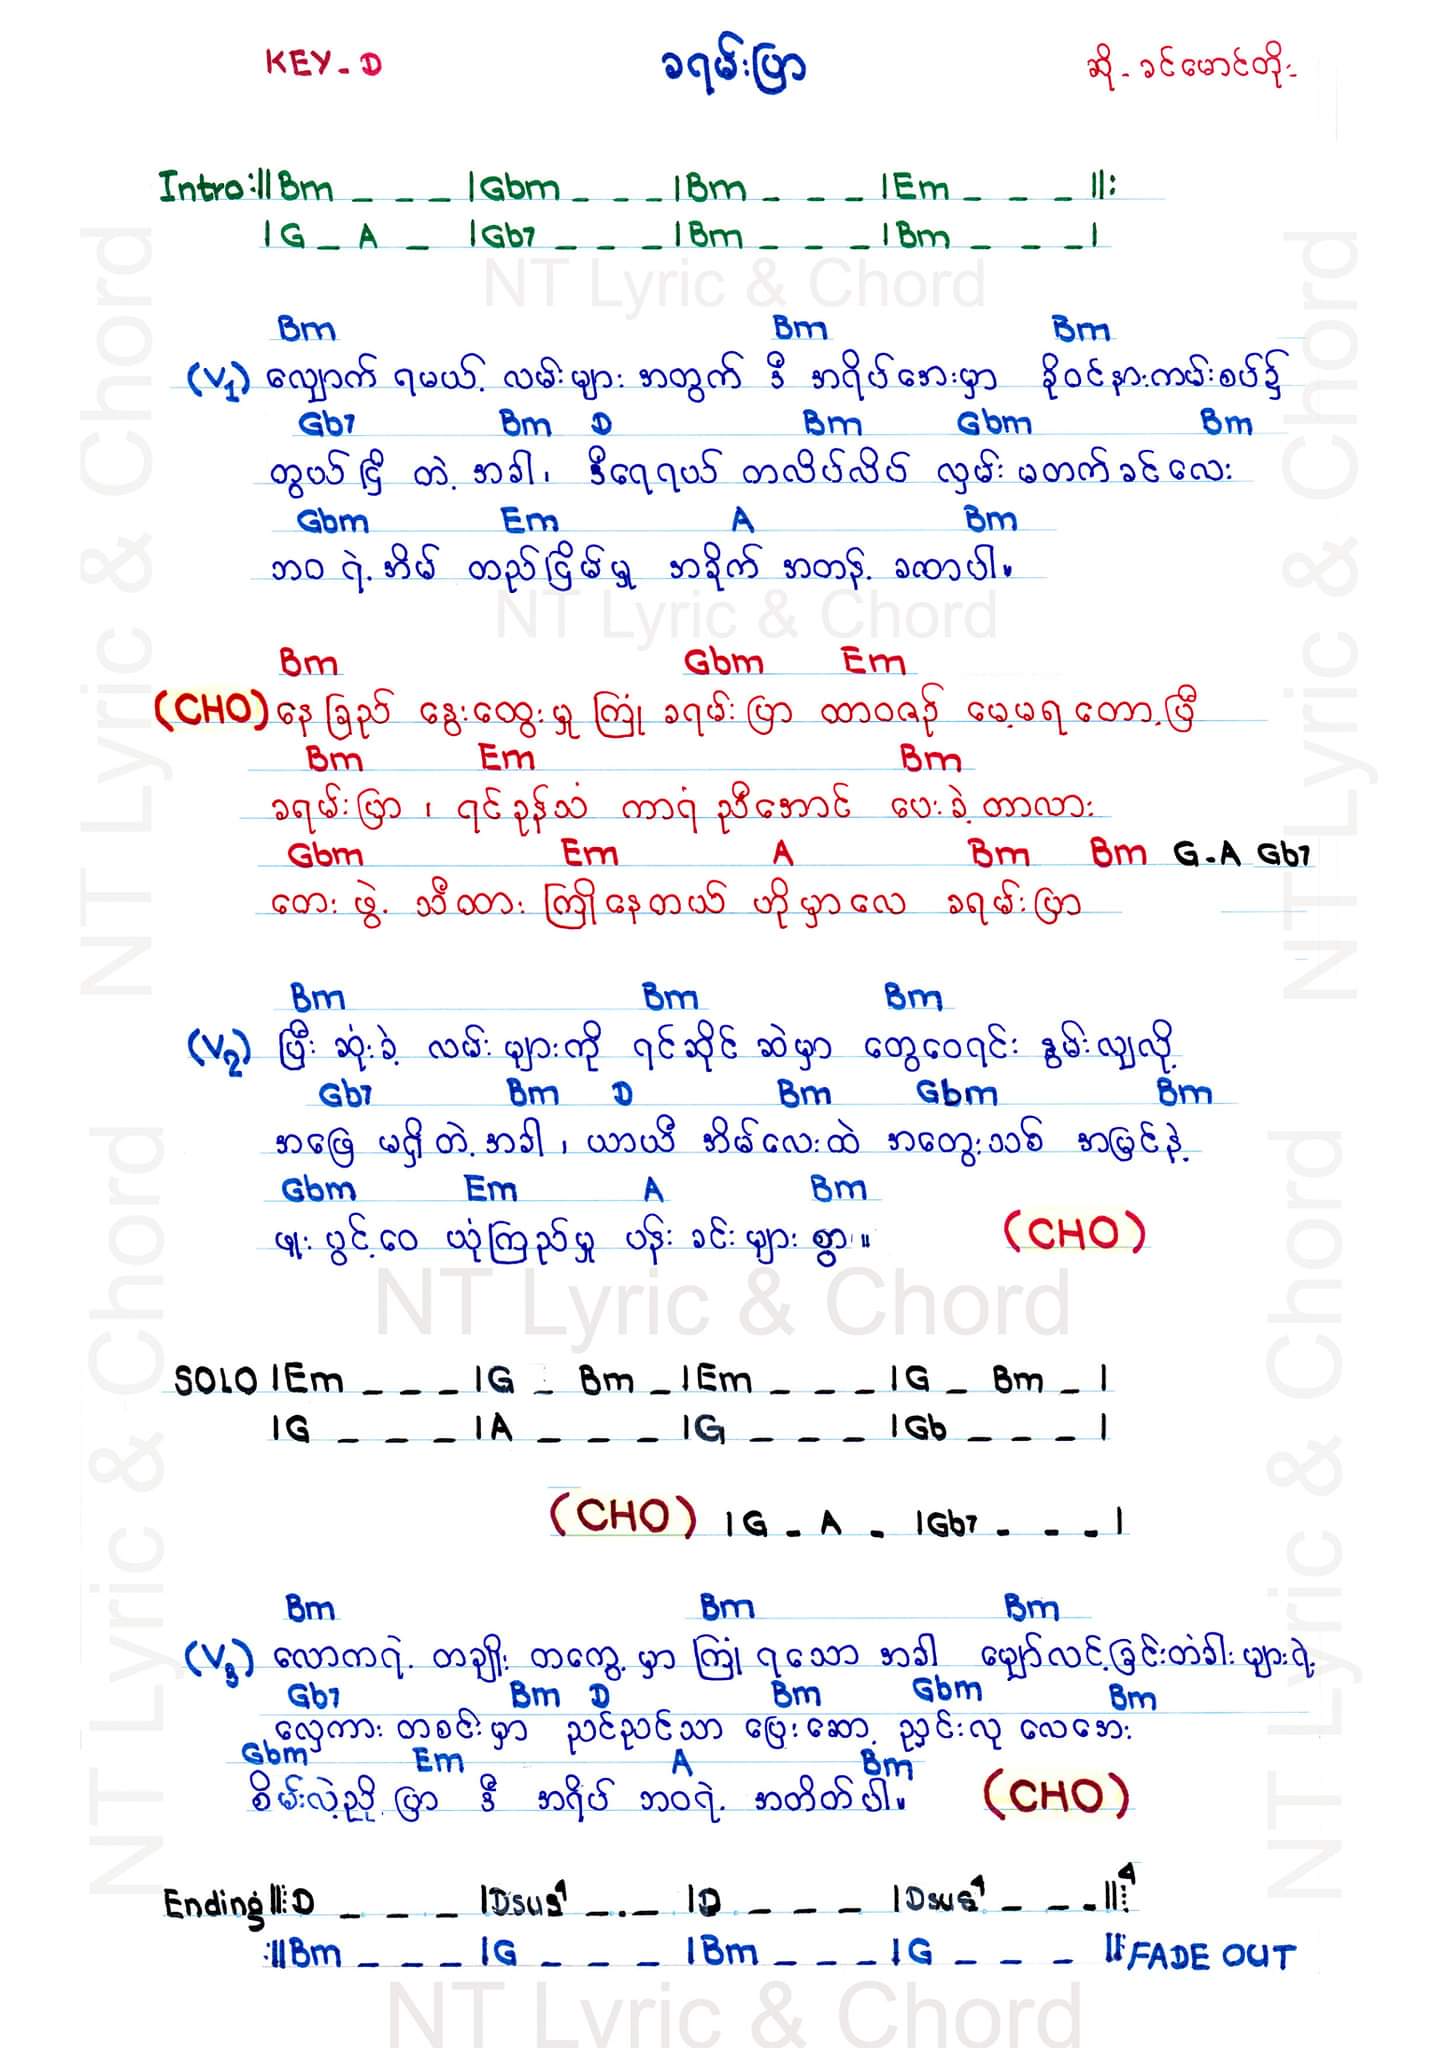 KEY - D ခရမ်းပြာ ဆို - ခင်မောင်တိုး
Intro :||Bm _ _ _ |Gbm _ _ _ |Bm _ _ _ |Em _ _ _ ||:
|G _ A _ |Gb7 _ _ _ |Bm _ _ _ |Bm _ _ _ |
NT Lyric & Chord
Bm Bm Bm
(V1) လျှောက် ရမယ့် လမ်းများ အတွက် ဒီ အရိပ်အေးမှာ ခိုဝင်နားကမ်းစပ်၌
Gb7 Bm D Bm Gbm Bm
တွယ်ငြိ တဲ့ အခါ၊ ဒီရေရယ် တလိပ်လိပ် လှမ်း မတက်ခင်လေး
Gbm Em A Bm
ဘဝ ရဲ့ အိမ် တည်ငြိမ်မှု အခိုက် အတန့် ခဏာပါ။
NT Lyric & Chord
Bm Gbm Em
(CHO) နေခြည် နွေးထွေးမှု ကြုံ ခရမ်းပြာ ထာဝစဉ် မေ့မရတော့ပြီ
Bm Em Bm
ခရမ်းပြာ ၊ ရင်ခုန်သံ ကာရံညီအောင် ပေးခဲ့တာလား
Gbm Em A Bm Bm G - A Gb7
တေးဖွဲ့ သီထား ကြိုနေတယ် ဟိုမှာလေ ခရမ်းပြာ
Bm Bm Bm
(V2) ပြီး ဆုံးခဲ့ လမ်းများကို ရင်ဆိုင်ဆဲမှာ တွေဝေရင်း နွမ်းလျလို့
Gb7 Bm D Bm Gbm Bm
အဖြေ မရှိတဲ့အခါ ၊ ယာယီ အိမ်လေးထဲ အတွေးသစ် အမြင်နဲ့
Gbm Em A Bm
ဖူးပွင့်ဝေ ယုံကြည်မှု ပန်းခင်းများစွာ ။ (CHO)
NT Lyric & Chord
SOLO |Em _ _ _ |G _ Bm _ |Em _ _ _ |G _ Bm _ |
|G _ _ _ |A _ _ _ |G _ _ _ |Gb _ _ _ |
(CHO) |G - A - |Gb7 - - - |
Bm Bm Bm
(V3) လောကရဲ့ တချိုး တကွေ့မှာ ကြုံရသော အခါ မျှော်လင့်ခြင်းတံခါးများရဲ့
Gb7 Bm D Bm Gbm Bm
လှေကား တစင်းမှာ ညင်ညင်သာ ပြေးဆော့ ညှင်းလု လေအေး
Gbm Em A Bm
စိမ်းလဲ့ညို့ပြာ ဒီ အရိပ် ဘဝရဲ့ အတိတ်ပါ။ (CHO)
Ending |||:D _ _ _ |Dsus4 _ _ _ |D _ _ _ |Dsus4 _ _ _ ||:4
:||Bm _ _ _ |G _ _ _ |Bm _ _ _ |G _ _ _ ||: FADE OUT
NT Lyric & Chord
NT Lyric & Chord
NT Lyric & Chord
NT Lyric & Chord
NT Lyric & Chord